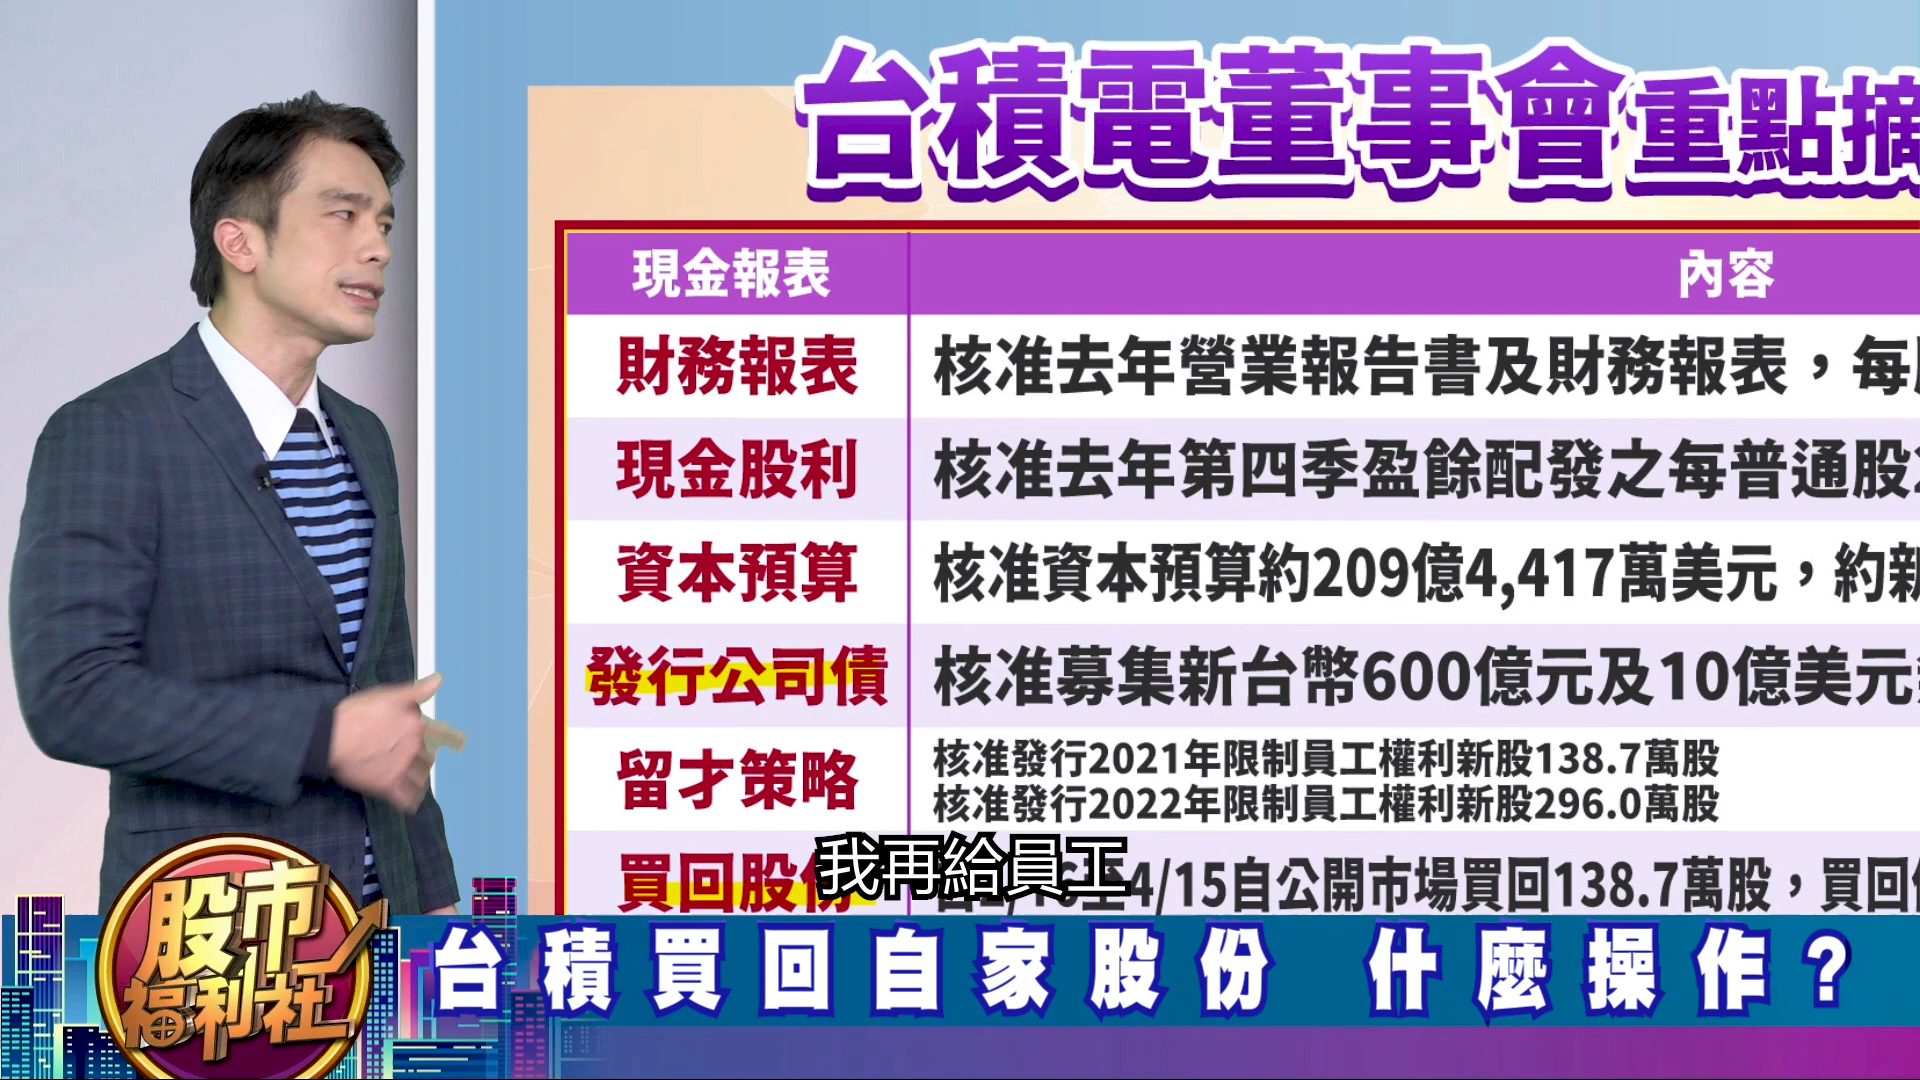 台積電董事會重點摘
現金報表
內容
財務報表
核准去年營業報告書及財務報表，每
現金股利
核准去年第四季盈餘配發之每普通股
資本預算
核准資本預算約209億4,417萬美元，約新
發行公司債
核准募集新台幣600億元及10億美元
留才策略
核准發行2021年限制員工權利新股138.7萬股
核准發行2022年限制員工權利新股296.0萬股
買回股份
4/15自公開市場買回138.7萬股，買回
我再給員工
台積買回自家股份 什麼操作？
股市
福利社